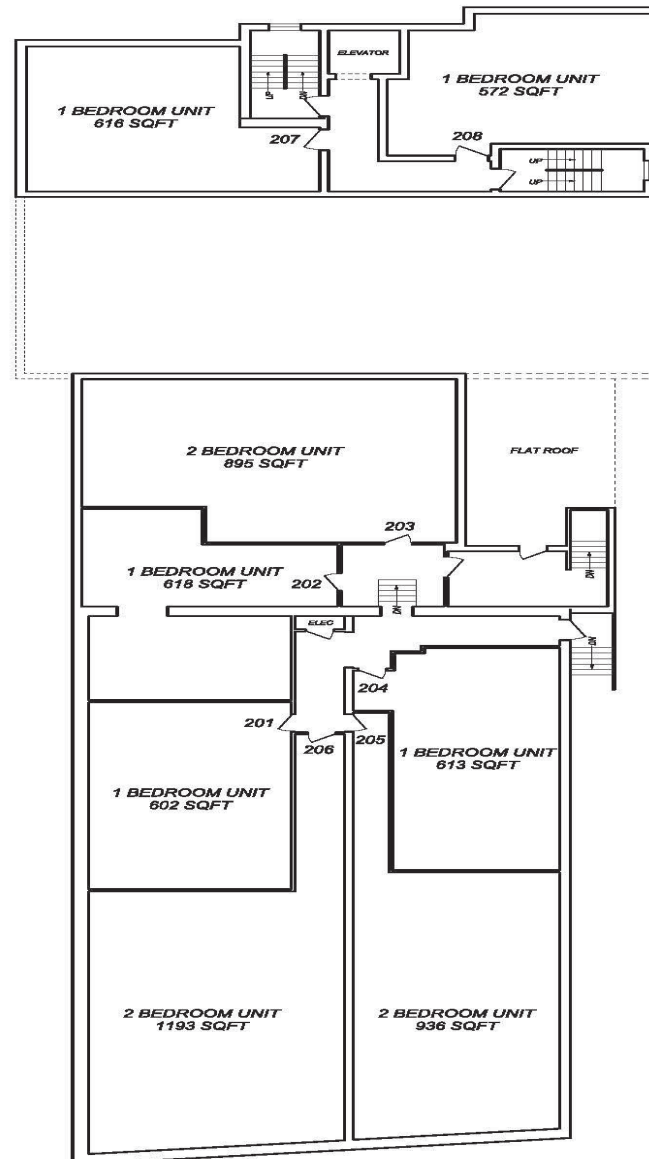 ELEVATOR
1 BEDROOM UNIT
616 SQFT
UP
DN
1 BEDROOM UNIT
572 SQFT
207
208
UP
UP
2 BEDROOM UNIT
895 SQFT
FLAT ROOF
203
1 BEDROOM UNIT
618 SQFT
202
DN
DN
ELEC
DN
204
201
206
205
1 BEDROOM UNIT
613 SQFT
1 BEDROOM UNIT
602 SQFT
2 BEDROOM UNIT
1193 SQFT
2 BEDROOM UNIT
936 SQFT